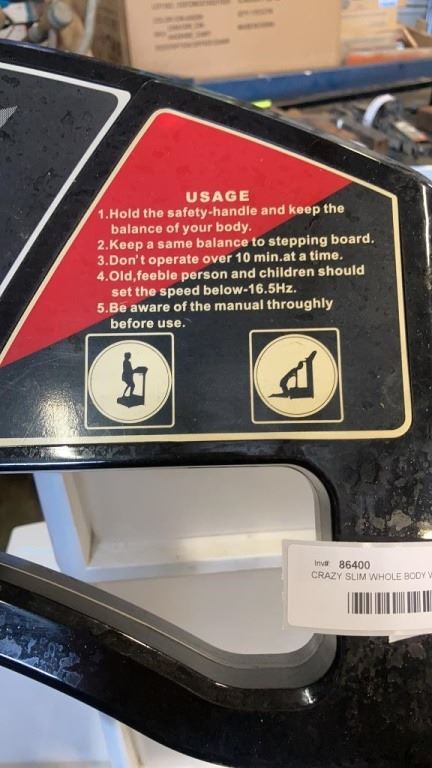 USAGE
1.Hold the safety-handle and keep the
balance of your body.
2.Keep a same balance to stepping board.
3.Don't operate over 10 min.at a time.
4.Old,feeble person and children should
set the speed below-16.5Hz.
5.Be aware of the manual throughly
before use.
Inv#: 86400
CRAZY SLIM WHOLE BODY